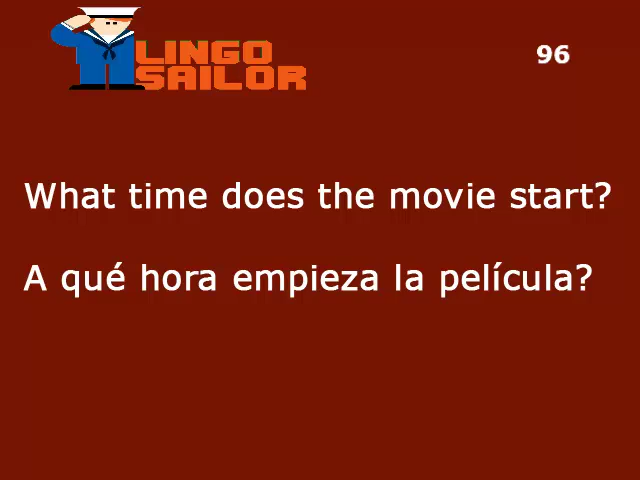 LINGO
SAILOR
96
What time does the movie start?
A qué hora empieza la película?